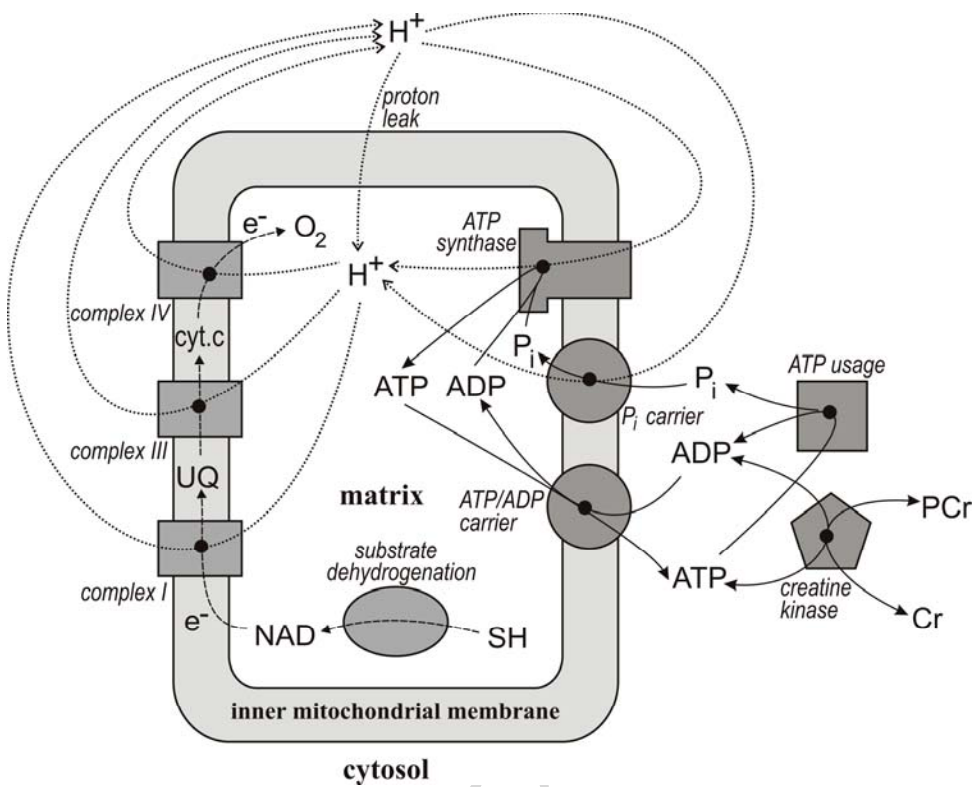 H+
proton
leak
e-
O2
ATP
synthase
H+
complex IV
cyt.c
Pi
ATP
ADP
Pi
ATP usage
Pi carrier
complex III
ADP
UQ
matrix
ATP/ADP
carrier
PCr
substrate
dehydrogenation
ATP
creatine
kinase
complex I
e-
NAD
SH
Cr
inner mitochondrial membrane
cytosol